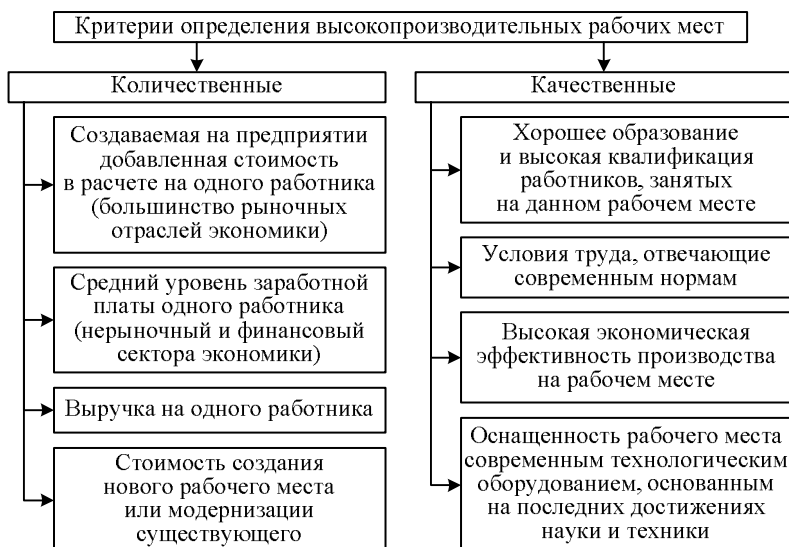 Критерии определения высокопроизводительных рабочих мест
Количественные
Создаваемая на предприятии
добавленная стоимость
в расчете на одного работника
(большинство рыночных
отраслей экономики)
Средний уровень заработной
платы одного работника
(нерыночный и финансовый
сектора экономики)
Выручка на одного работника
Стоимость создания
нового рабочего места
или модернизации
существующего
Качественные
Хорошее образование
и высокая квалификация
работников, занятых
на данном рабочем месте
Условия труда, отвечающие
современным нормам
Высокая экономическая
эффективность производства
на рабочем месте
Оснащенность рабочего места
современным технологическим
оборудованием, основанным
на последних достижениях
науки и техники